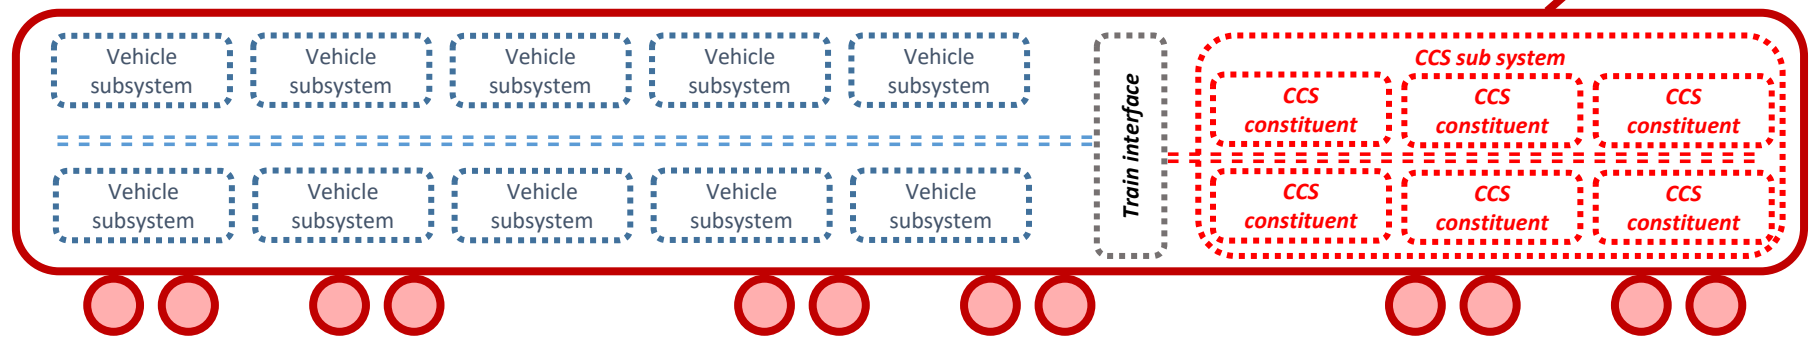 Vehicle
subsystem
Vehicle
subsystem
Vehicle
subsystem
Vehicle
subsystem
Vehicle
subsystem
Vehicle
subsystem
Vehicle
subsystem
Vehicle
subsystem
Vehicle
subsystem
Vehicle
subsystem
Train interface
CCS sub system
CCS
constituent
CCS
constituent
CCS
constituent
CCS
constituent
CCS
constituent
CCS
constituent